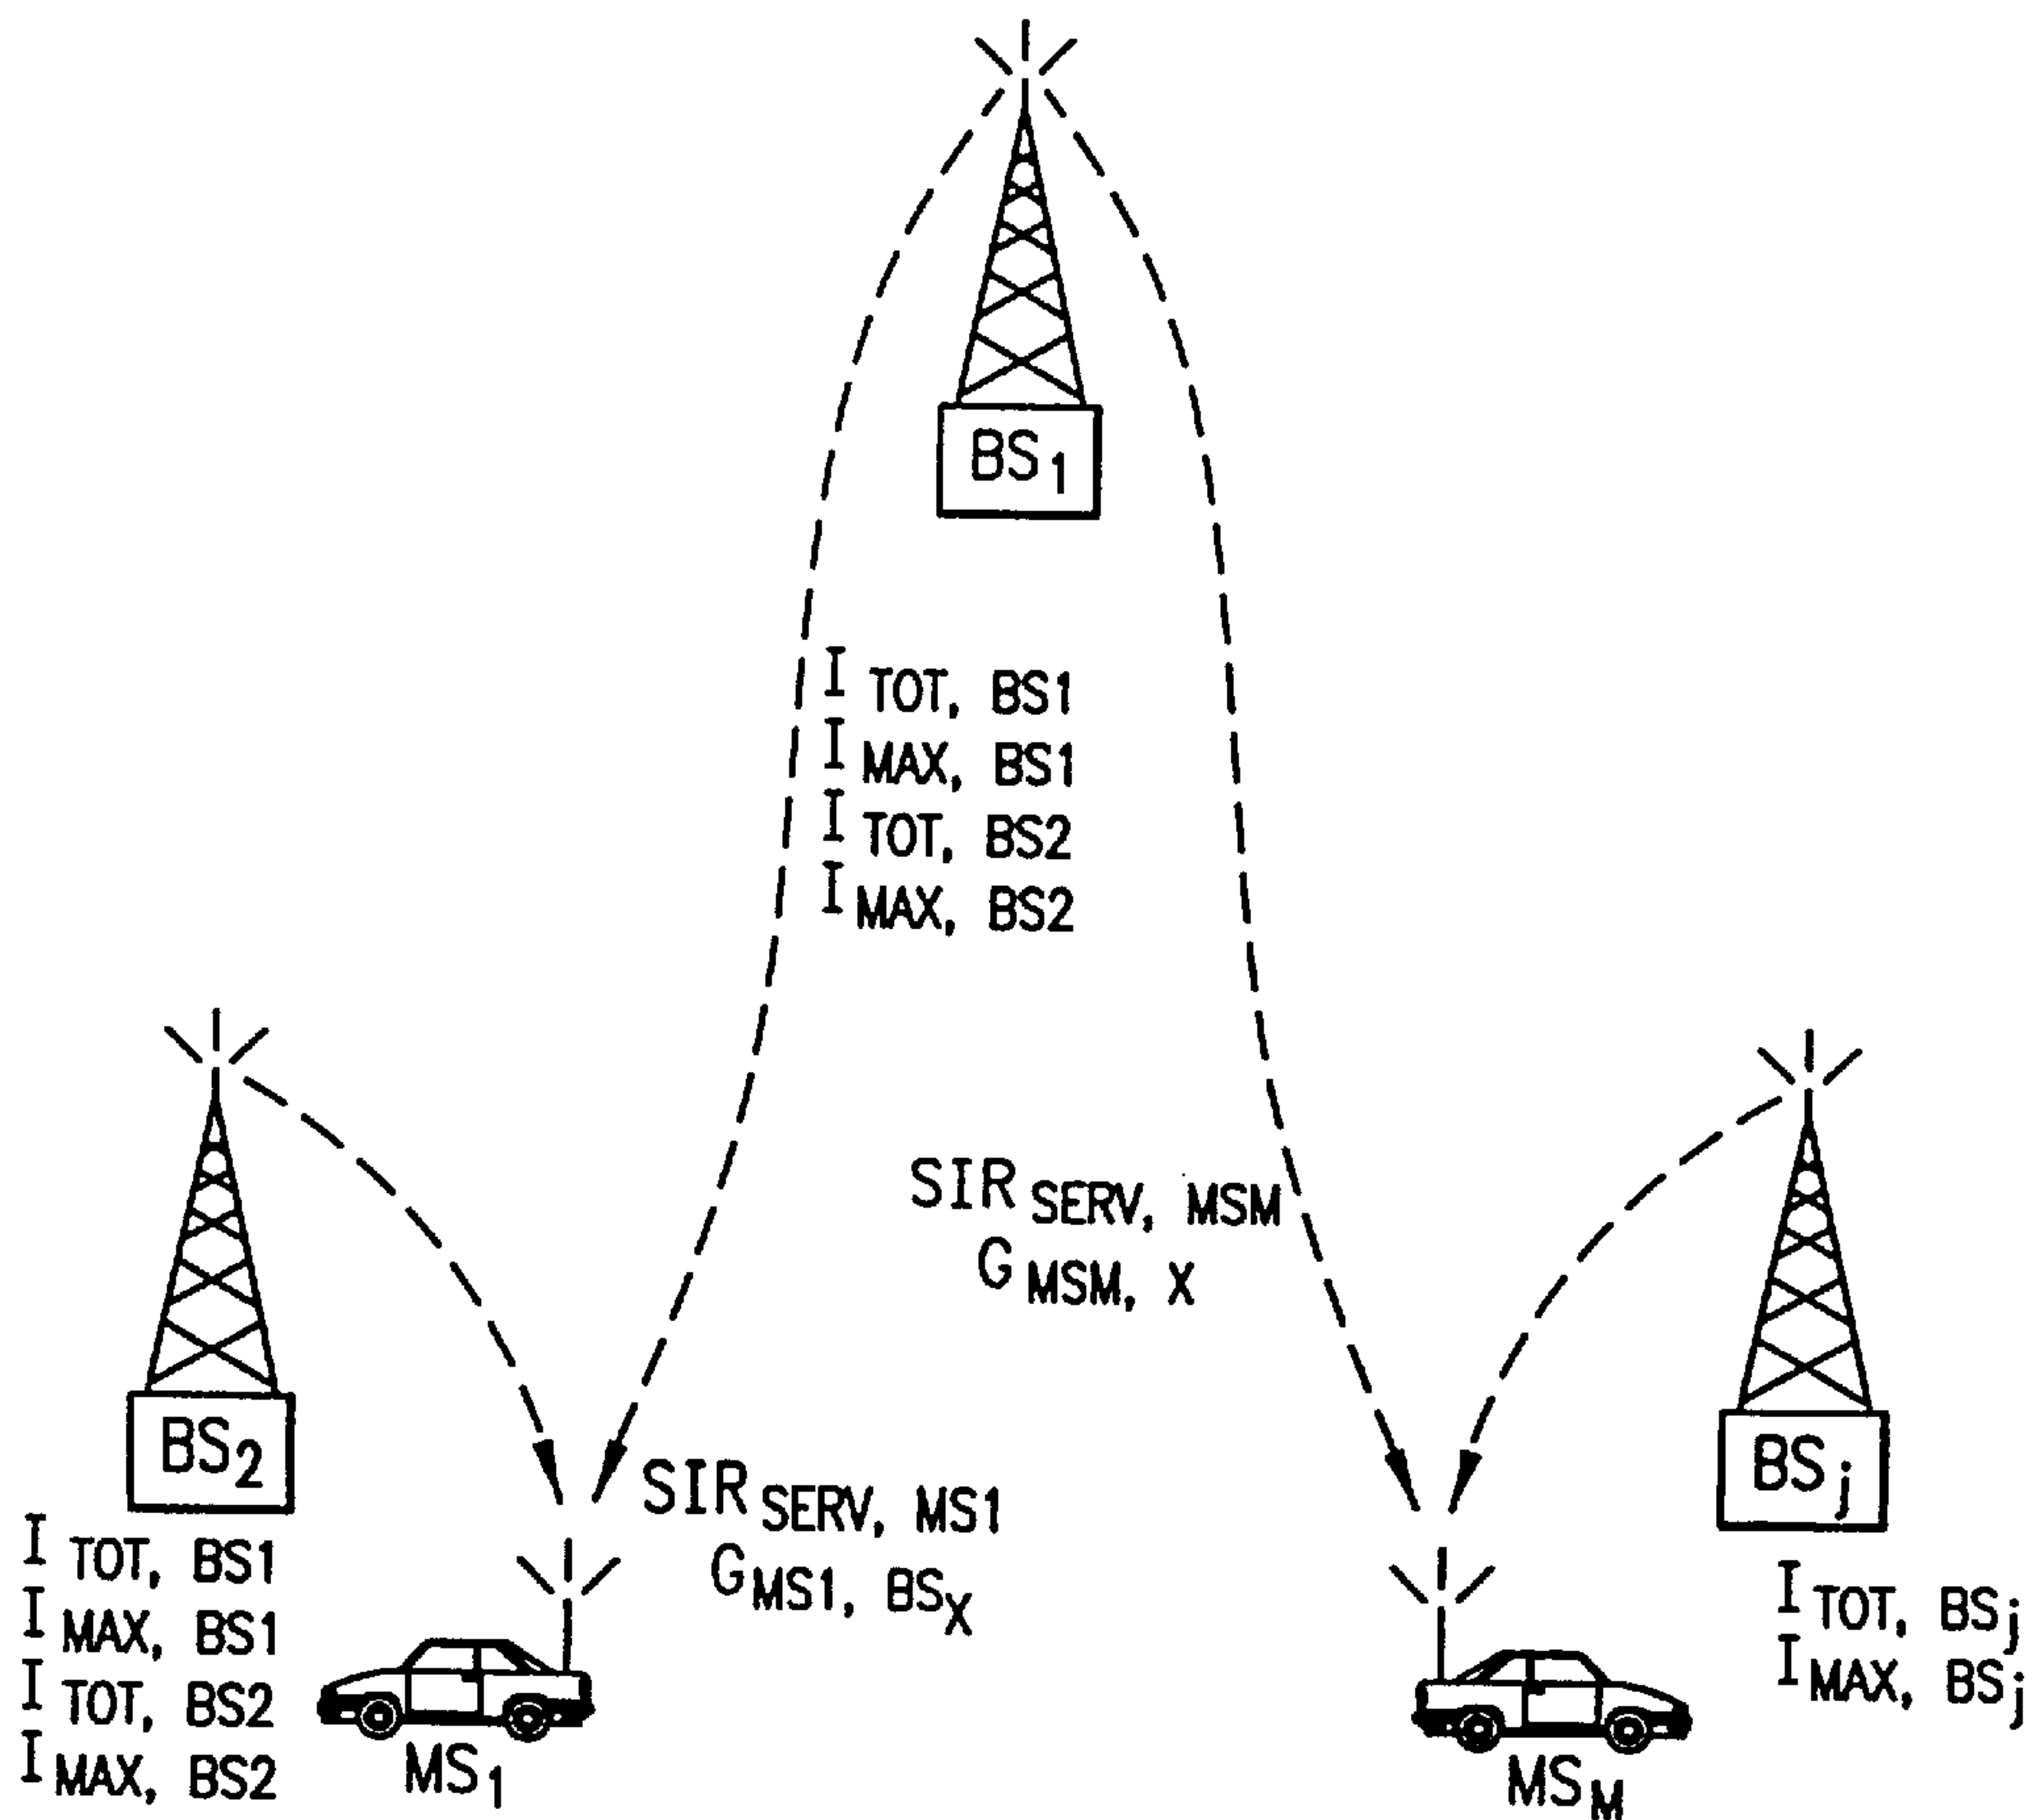 BS1
I TOT, BS1
I MAX, BS1
I TOT, BS2
I MAX, BS2
SIR SERV, MSM
G MSM, X
BS2
I TOT, BS1
I MAX, BS1
I TOT, BS2
I MAX, BS2
SIR SERV, MS1
G MS1, BSX
MS1
BSj
I TOT, BSj
I MAX, BSj
MSM